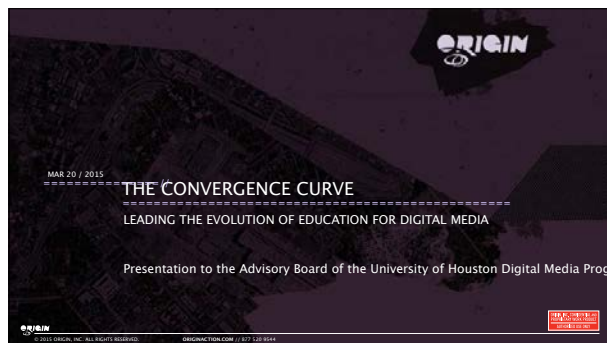 ORIGIN
MAR 20 / 2015
THE CONVERGENCE CURVE
LEADING THE EVOLUTION OF EDUCATION FOR DIGITAL MEDIA
Presentation to the Advisory Board of the University of Houston Digital Media Prog
ORIGIN
© 2015 ORIGIN, INC. ALL RIGHTS RESERVED.
ORIGINACTION.COM // 877 520 9544